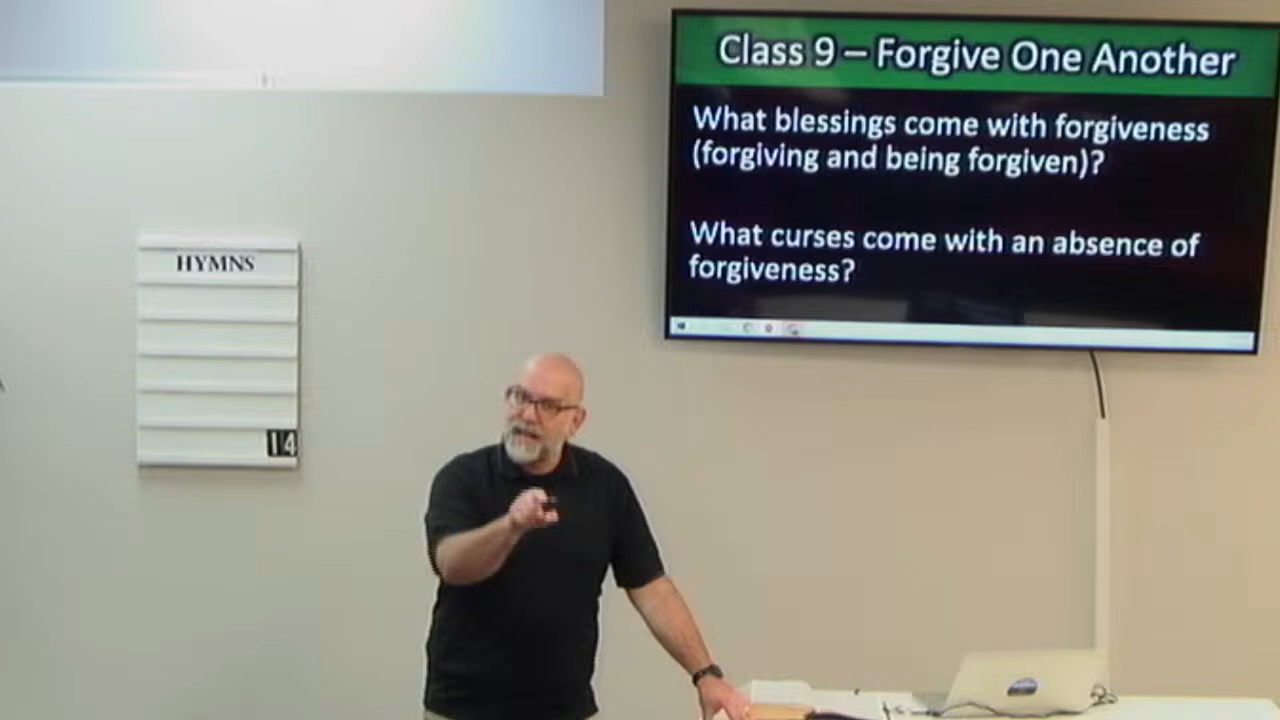 Class 9 – Forgive One Another
What blessings come with forgiveness
(forgiving and being forgiven)?
What curses come with an absence of
forgiveness?
HYMNS
14